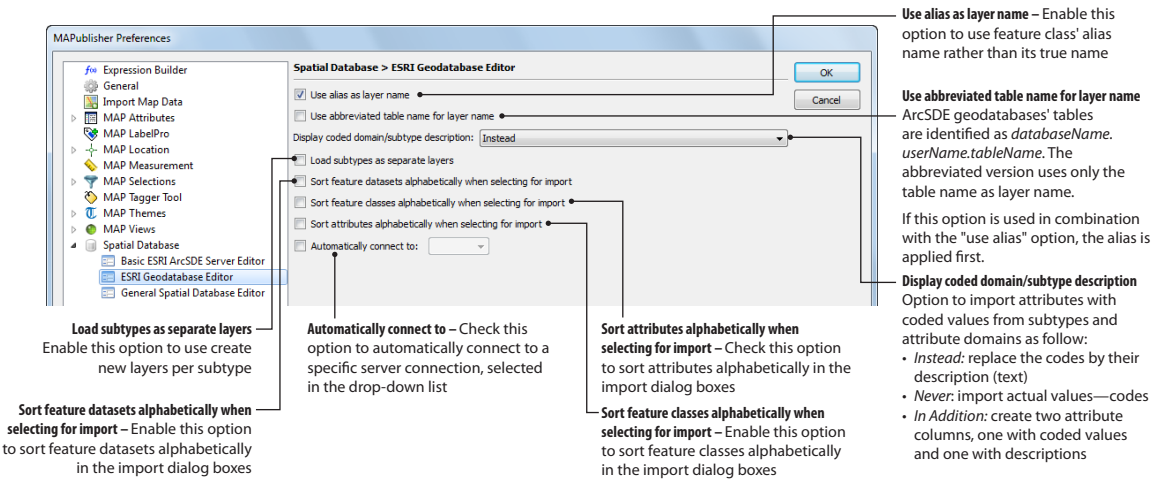 MAPublisher Preferences
Expression Builder
General
Import Map Data
MAP Attributes
MAP LabelPro
MAP Location
MAP Measurement
MAP Selections
MAP Tagger Tool
MAP Themes
MAP Views
Spatial Database
Basic ESRI ArcSDE Server Editor
ESRI Geodatabase Editor
General Spatial Database Editor
Spatial Database > ESRI Geodatabase Editor
Use alias as layer name
Use abbreviated table name for layer name
Display coded domain/subtype description: Instead
Load subtypes as separate layers
Sort feature datasets alphabetically when selecting for import
Sort feature classes alphabetically when selecting for import
Sort attributes alphabetically when selecting for import
Automatically connect to:
OK
Cancel
Use alias as layer name – Enable this
option to use feature class' alias
name rather than its true name
Use abbreviated table name for layer name
ArcSDE geodatabases' tables
are identified as databaseName.
userName.tableName. The
abbreviated version uses only the
table name as layer name.
If this option is used in combination
with the "use alias" option, the alias is
applied first.
Display coded domain/subtype description
Option to import attributes with
coded values from subtypes and
attribute domains as follow:
• Instead: replace the codes by their
description (text)
• Never: import actual values—codes
• In Addition: create two attribute
columns, one with coded values
and one with descriptions
Load subtypes as separate layers
Enable this option to use create
new layers per subtype
Sort feature datasets alphabetically when
selecting for import – Enable this option
to sort feature datasets alphabetically
in the import dialog boxes
Automatically connect to – Check this
option to automatically connect to a
specific server connection, selected
in the drop-down list
Sort attributes alphabetically when
selecting for import – Check this option
to sort attributes alphabetically in the
import dialog boxes
Sort feature classes alphabetically when
selecting for import – Enable this option
to sort feature classes alphabetically
in the import dialog boxes